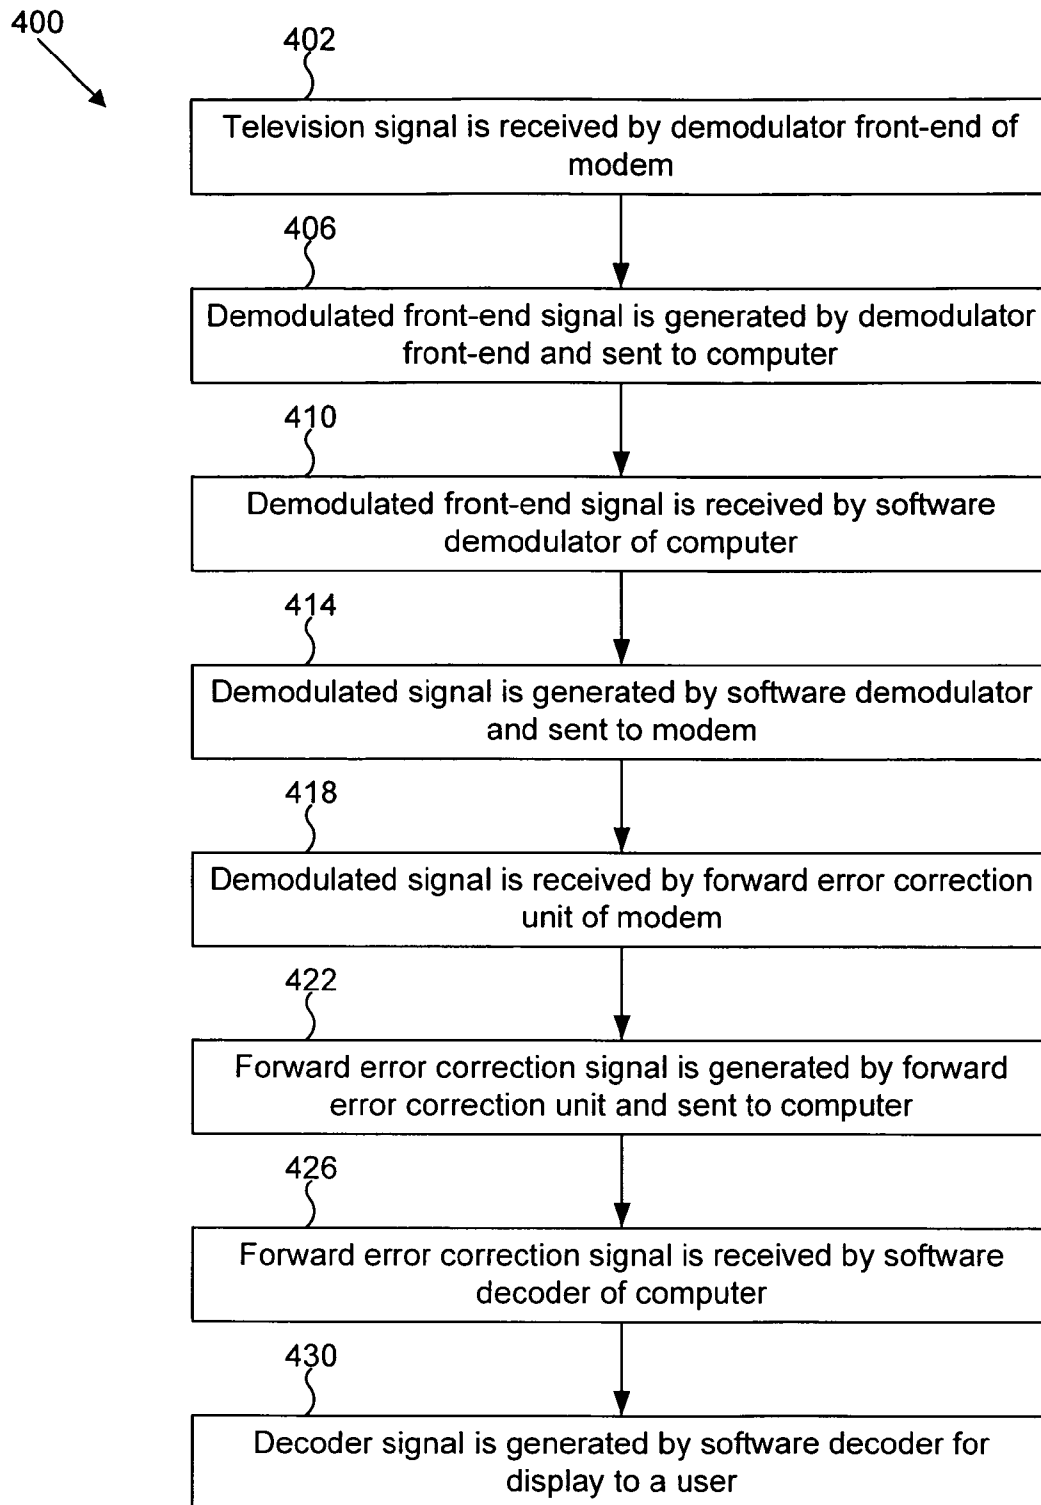 400
402
Television signal is received by demodulator front-end of
modem
406
Demodulated front-end signal is generated by demodulator
front-end and sent to computer
410
Demodulated front-end signal is received by software
demodulator of computer
414
Demodulated signal is generated by software demodulator
and sent to modem
418
Demodulated signal is received by forward error correction
unit of modem
422
Forward error correction signal is generated by forward
error correction unit and sent to computer
426
Forward error correction signal is received by software
decoder of computer
430
Decoder signal is generated by software decoder for
display to a user